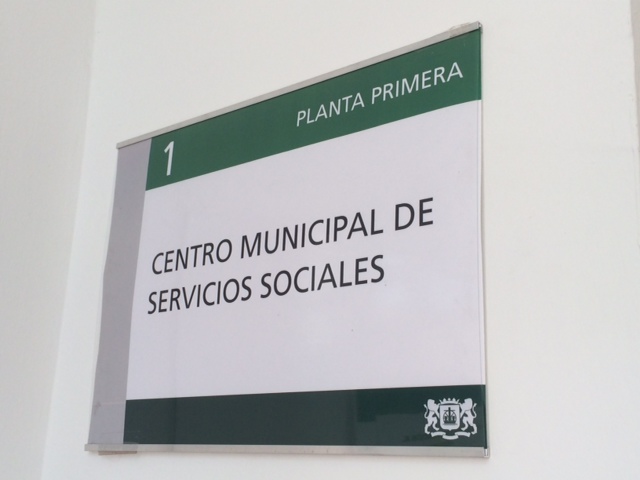 PLANTA PRIMERA
1
CENTRO MUNICIPAL DE
SERVICIOS SOCIALES